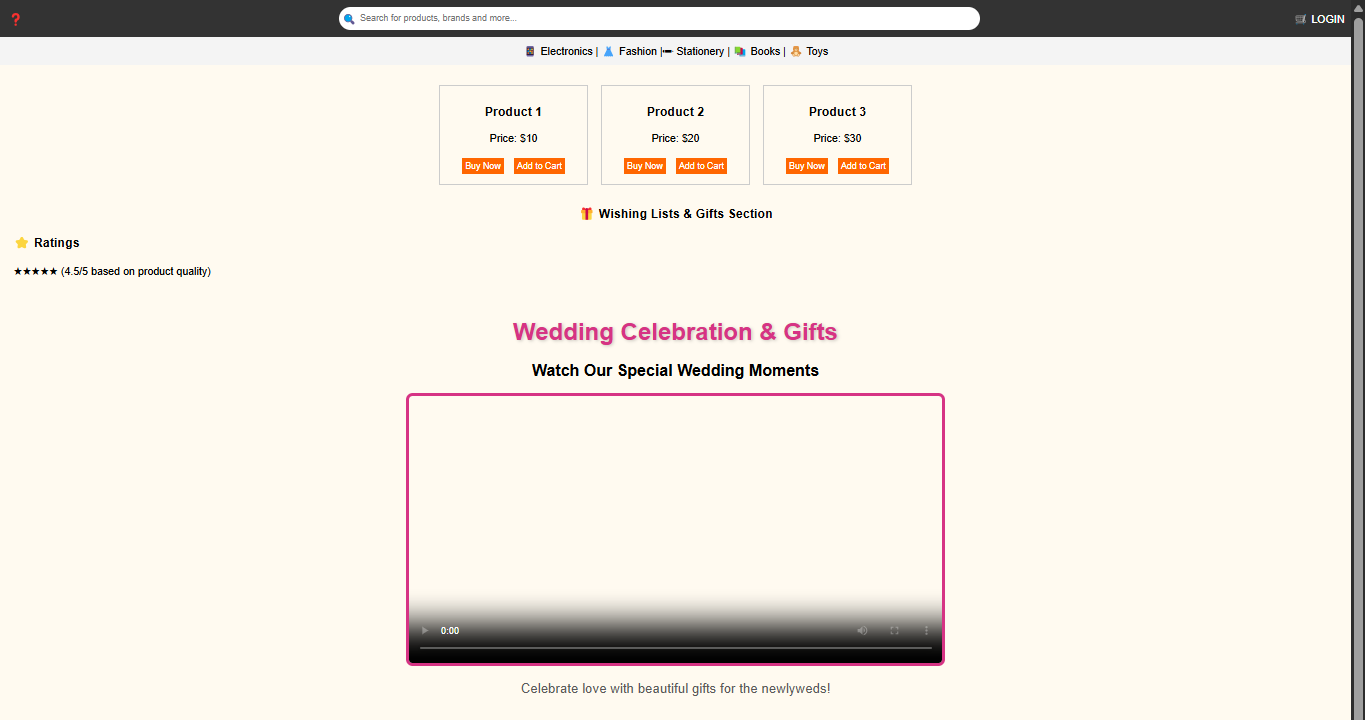 ❓ Search for products, brands and more... LOGIN
Electronics | Fashion | Stationery | Books | Toys
Product 1 Product 2 Product 3
Price: $10 Price: $20 Price: $30
Buy Now Add to Cart Buy Now Add to Cart Buy Now Add to Cart
Wishing Lists & Gifts Section
Ratings
★★★★★ (4.5/5 based on product quality)
Wedding Celebration & Gifts
Watch Our Special Wedding Moments
0:00
Celebrate love with beautiful gifts for the newlyweds!